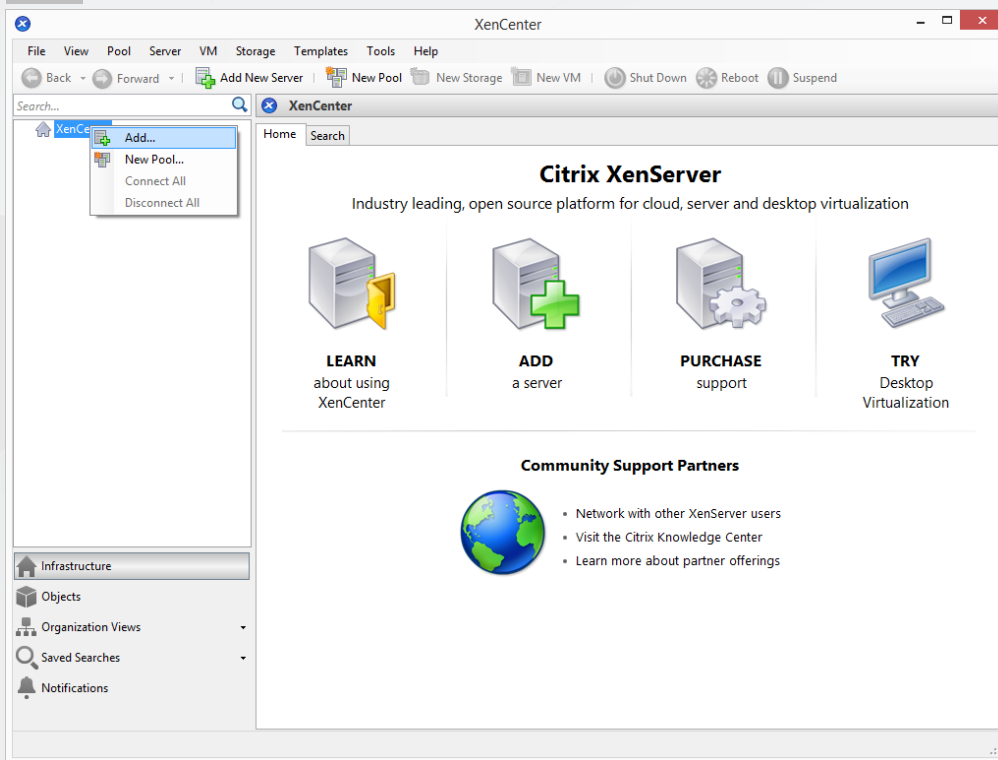 XenCenter
File View Pool Server VM Storage Templates Tools Help
Back Forward Add New Server New Pool New Storage New VM Shut Down Reboot Suspend
Search...
XenCenter
Home Search
XenCe
Add...
New Pool...
Connect All
Disconnect All
Citrix XenServer
Industry leading, open source platform for cloud, server and desktop virtualization
LEARN
about using
XenCenter
ADD
a server
PURCHASE
support
TRY
Desktop
Virtualization
Community Support Partners
• Network with other XenServer users
• Visit the Citrix Knowledge Center
• Learn more about partner offerings
Infrastructure
Objects
Organization Views
Saved Searches
Notifications